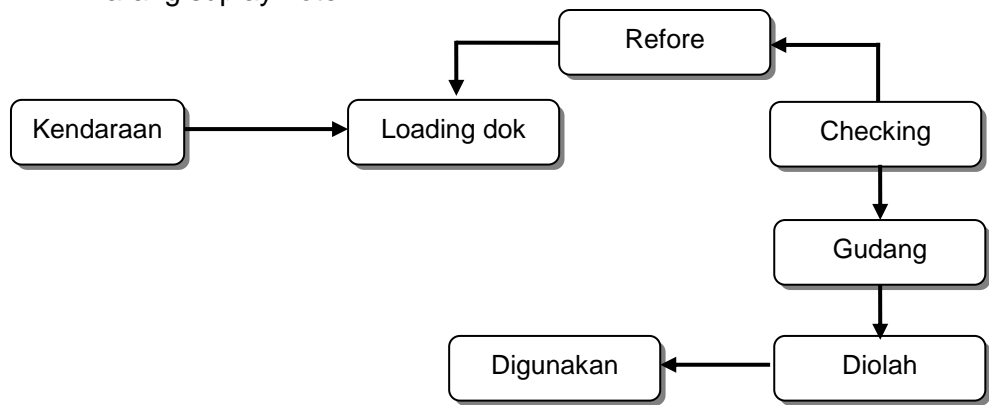 Refore
Kendaraan
Loading dok
Checking
Gudang
Digunakan
Diolah